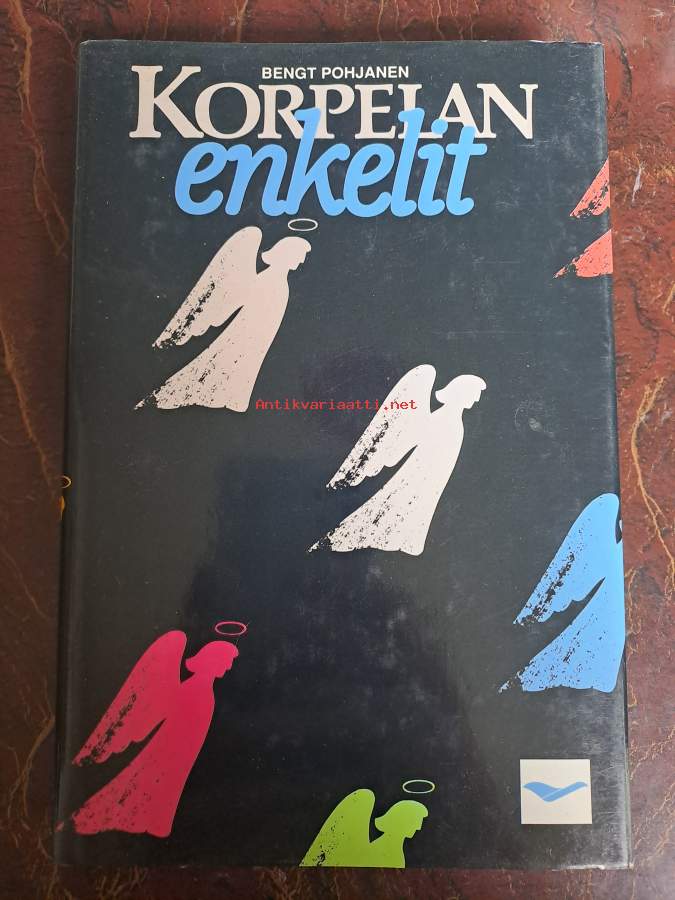 BENGT POHJANEN
KORPELAN
enkelit
Antikvariaatti.net